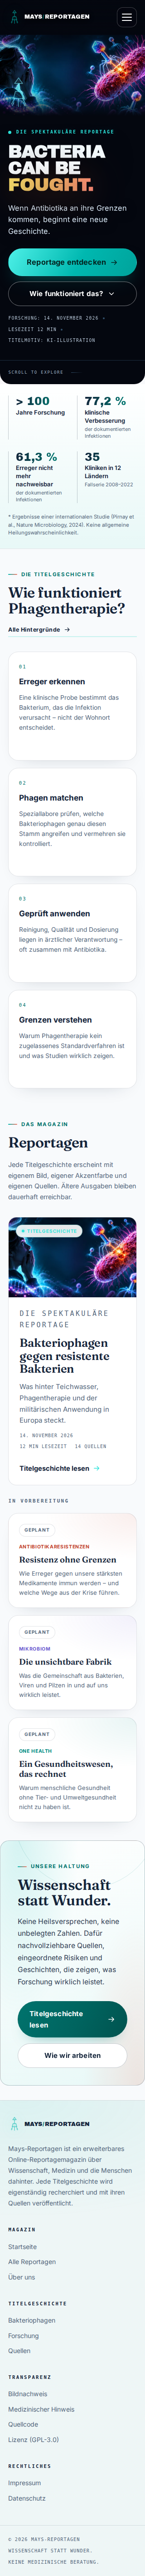 MAYS/REPORTAGEN
DIE SPEKTAKULÄRE REPORTAGE
BACTERIA
CAN BE
FOUGHT.
Wenn Antibiotika an ihre Grenzen
kommen, beginnt eine neue
Geschichte.
Reportage entdecken →
Wie funktioniert das?
FORSCHUNG: 14. NOVEMBER 2026
LESEZEIT 12 MIN
TITELMOTIV: KI-ILLUSTRATION
SCROLL TO EXPLORE
> 100
Jahre Forschung
77,2 %
klinische
Verbesserung
der dokumentierten
Infektionen
61,3 %
Erreger nicht
mehr
nachweisbar
der dokumentierten
Infektionen
35
Kliniken in 12
Ländern
Fallserie 2008–2022
* Ergebnisse einer internationalen Studie (Pirnay et
al., Nature Microbiology, 2024). Keine allgemeine
Heilungswahrscheinlichkeit.
DIE TITELGESCHICHTE
Wie funktioniert
Phagentherapie?
Alle Hintergründe →
01
Erreger erkennen
Eine klinische Probe bestimmt das
Bakterium, das die Infektion
verursacht – nicht der Wohnort
entscheidet.
02
Phagen matchen
Speziallabore prüfen, welche
Bakteriophagen genau diesen
Stamm angreifen und vermehren sie
kontrolliert.
03
Geprüft anwenden
Reinigung, Qualität und Dosierung
liegen in ärztlicher Verantwortung –
oft zusammen mit Antibiotika.
04
Grenzen verstehen
Warum Phagentherapie kein
zugelassenes Standardverfahren ist
und was Studien wirklich zeigen.
DAS MAGAZIN
Reportagen
Jede Titelgeschichte erscheint mit
eigenem Bild, eigener Akzentfarbe und
eigenen Quellen. Ältere Ausgaben bleiben
dauerhaft erreichbar.
TITELGESCHICHTE
DIE SPEKTAKULÄRE
REPORTAGE
Bakteriophagen
gegen resistente
Bakterien
Was hinter Teichwasser,
Phagentherapie und der
militärischen Anwendung in
Europa steckt.
14. NOVEMBER 2026
12 MIN LESEZEIT 14 QUELLEN
Titelgeschichte lesen →
IN VORBEREITUNG
GEPLANT
ANTIBIOTIKARESISTENZEN
Resistenz ohne Grenzen
Wie Erreger gegen unsere stärksten
Medikamente immun werden – und
welche Wege aus der Krise führen.
GEPLANT
MIKROBIOM
Die unsichtbare Fabrik
Was die Gemeinschaft aus Bakterien,
Viren und Pilzen in und auf uns
wirklich leistet.
GEPLANT
ONE HEALTH
Ein Gesundheitswesen,
das rechnet
Warum menschliche Gesundheit
ohne Tier- und Umweltgesundheit
nicht zu haben ist.
UNSERE HALTUNG
Wissenschaft
statt Wunder.
Keine Heilsversprechen, keine
unbelegten Zahlen. Dafür
nachvollziehbare Quellen,
eingeordnete Risiken und
Geschichten, die zeigen, was
Forschung wirklich leistet.
Titelgeschichte
lesen →
Wie wir arbeiten
MAYS/REPORTAGEN
Mays-Reportagen ist ein erweiterbares
Online-Reportagemagazin über
Wissenschaft, Medizin und die Menschen
dahinter. Jede Titelgeschichte wird
eigenständig recherchiert und mit ihren
Quellen veröffentlicht.
MAGAZIN
Startseite
Alle Reportagen
Über uns
TITELGESCHICHTE
Bakteriophagen
Forschung
Quellen
TRANSPARENZ
Bildnachweis
Medizinischer Hinweis
Quellcode
Lizenz (GPL-3.0)
RECHTLICHES
Impressum
Datenschutz
© 2026 MAYS-REPORTAGEN
WISSENSCHAFT STATT WUNDER.
KEINE MEDIZINISCHE BERATUNG.